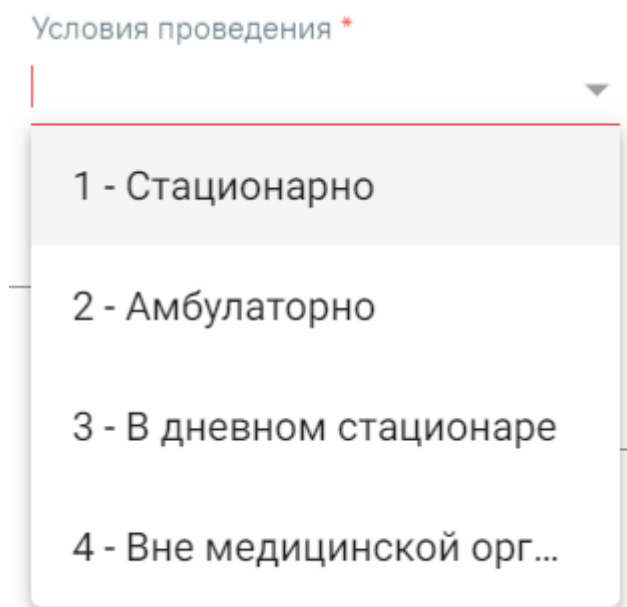 Условия проведения *
1 - Стационарно
2 - Амбулаторно
3 - В дневном стационаре
4 - Вне медицинской орг...